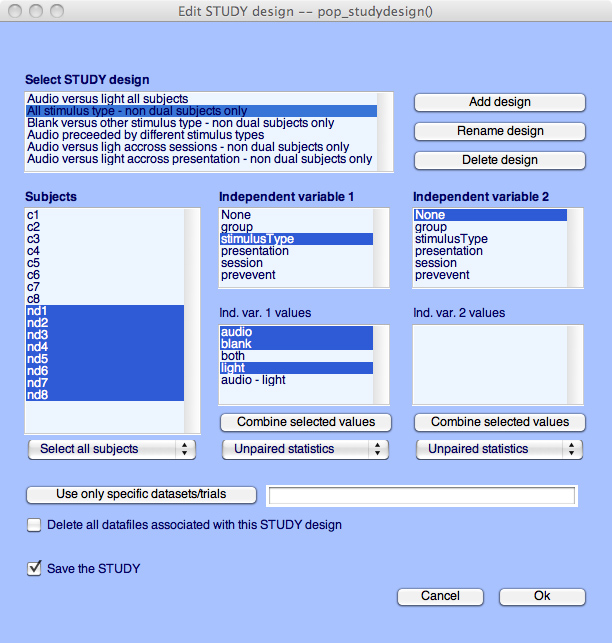 Edit STUDY design -- pop_studydesign()
Select STUDY design
Audio versus light all subjects
All stimulus type - non dual subjects only
Blank versus other stimulus type - non dual subjects only
Audio preceeded by different stimulus types
Audio versus ligh accross sessions - non dual subjects only
Audio versus light accross presentation - non dual subjects only
Add design
Rename design
Delete design
Subjects
c1
c2
c3
c4
c5
c6
c7
c8
nd1
nd2
nd3
nd4
nd5
nd6
nd7
nd8
Select all subjects
Independent variable 1
None
group
stimulusType
presentation
session
prevevent
Ind. var. 1 values
audio
blank
both
light
audio - light
Combine selected values
Unpaired statistics
Independent variable 2
None
group
stimulusType
presentation
session
prevevent
Ind. var. 2 values
Combine selected values
Unpaired statistics
Use only specific datasets/trials
Delete all datafiles associated with this STUDY design
Save the STUDY
Cancel
Ok